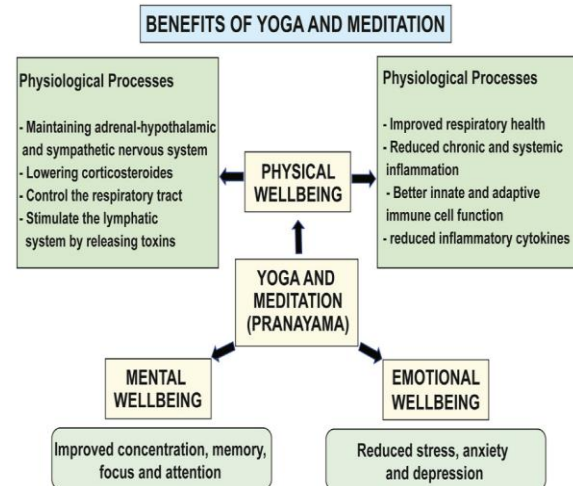 BENEFITS OF YOGA AND MEDITATION
Physiological Processes
- Maintaining adrenal-hypothalamic
and sympathetic nervous system
- Lowering corticosteroids
- Control the respiratory tract
- Stimulate the lymphatic
system by releasing toxins
PHYSICAL
WELLBEING
Physiological Processes
- Improved respiratory health
- Reduced chronic and systemic
inflammation
- Better innate and adaptive
immune cell function
- reduced inflammatory cytokines
YOGA AND
MEDITATION
(PRANAYAMA)
MENTAL
WELLBEING
EMOTIONAL
WELLBEING
Improved concentration, memory,
focus and attention
Reduced stress, anxiety
and depression